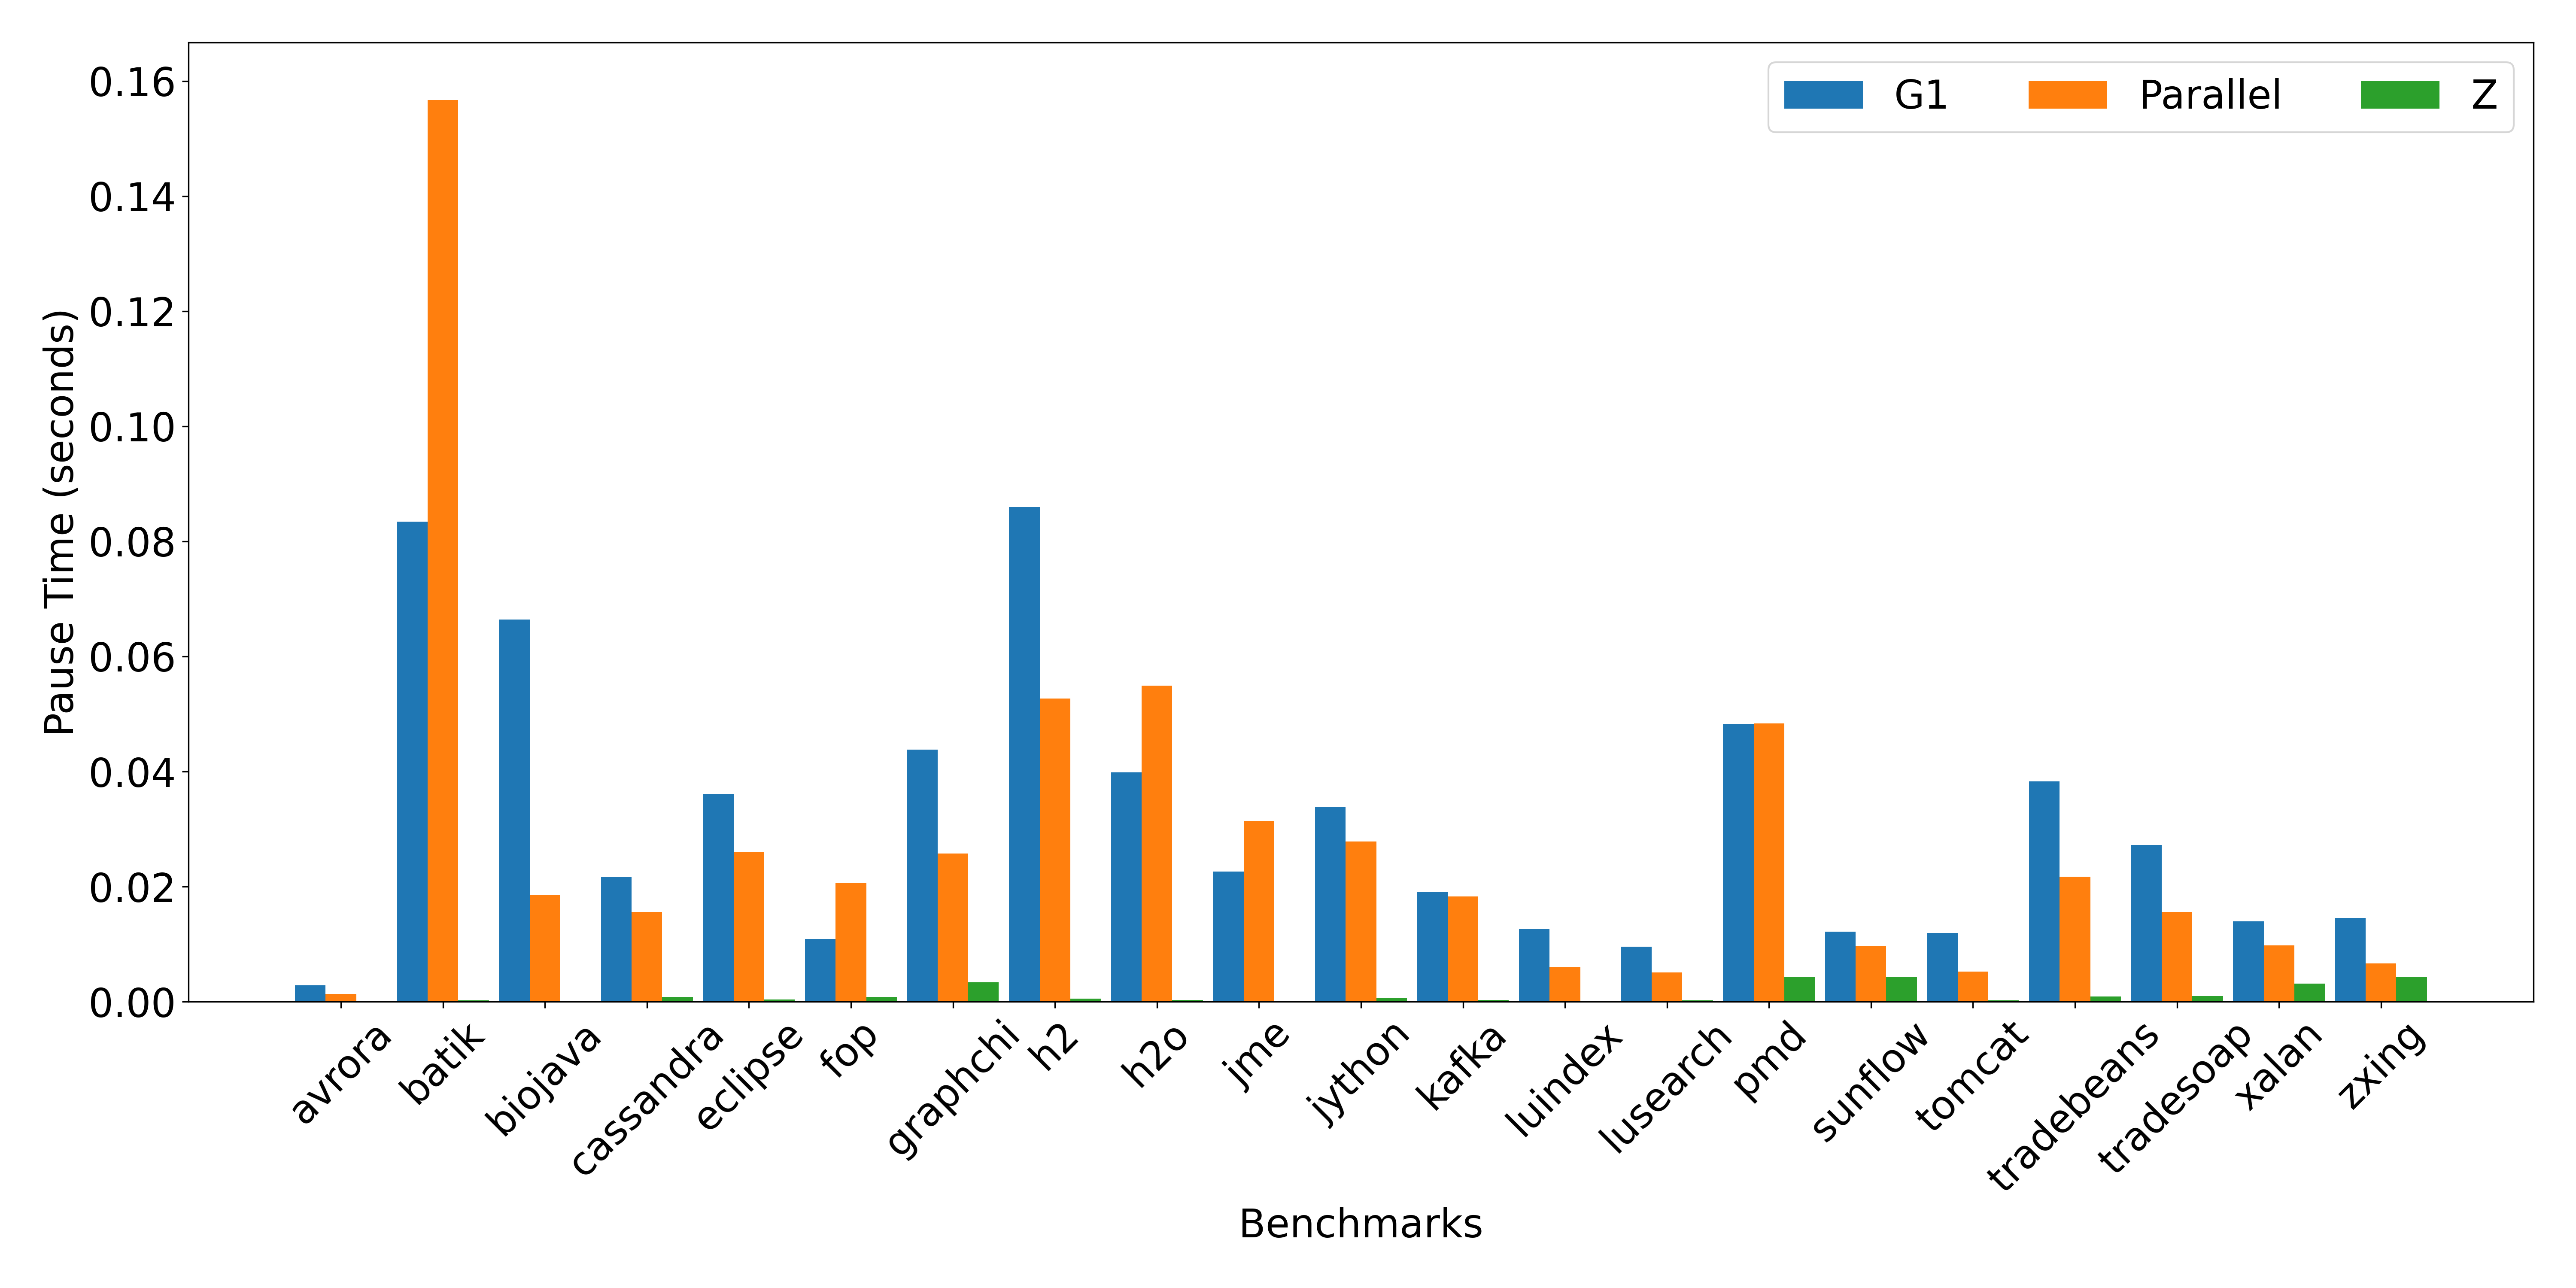 G1 Parallel Z
Pause Time (seconds)
0.16
0.14
0.12
0.10
0.08
0.06
0.04
0.02
0.00
avrora batik biojava cassandra eclipse fop graphchi h2 h2o jme jython kafka luindex lusearch pmd sunflow tomcat tradebeans tradesoap xalan zxing
Benchmarks